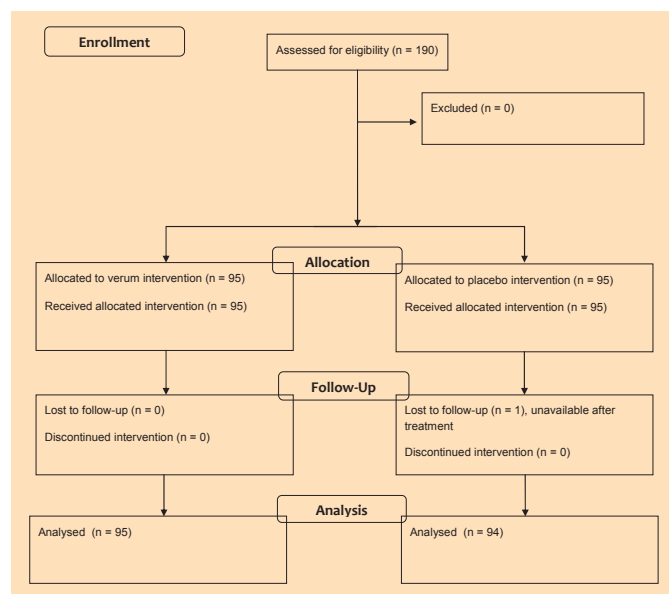 Enrollment
Assessed for eligibility (n = 190)
Excluded (n = 0)
Allocation
Allocated to verum intervention (n = 95)
Received allocated intervention (n = 95)
Allocated to placebo intervention (n = 95)
Received allocated intervention (n = 95)
Follow-Up
Lost to follow-up (n = 0)
Discontinued intervention (n = 0)
Lost to follow-up (n = 1), unavailable after
treatment
Discontinued intervention (n = 0)
Analysis
Analysed (n = 95)
Analysed (n = 94)